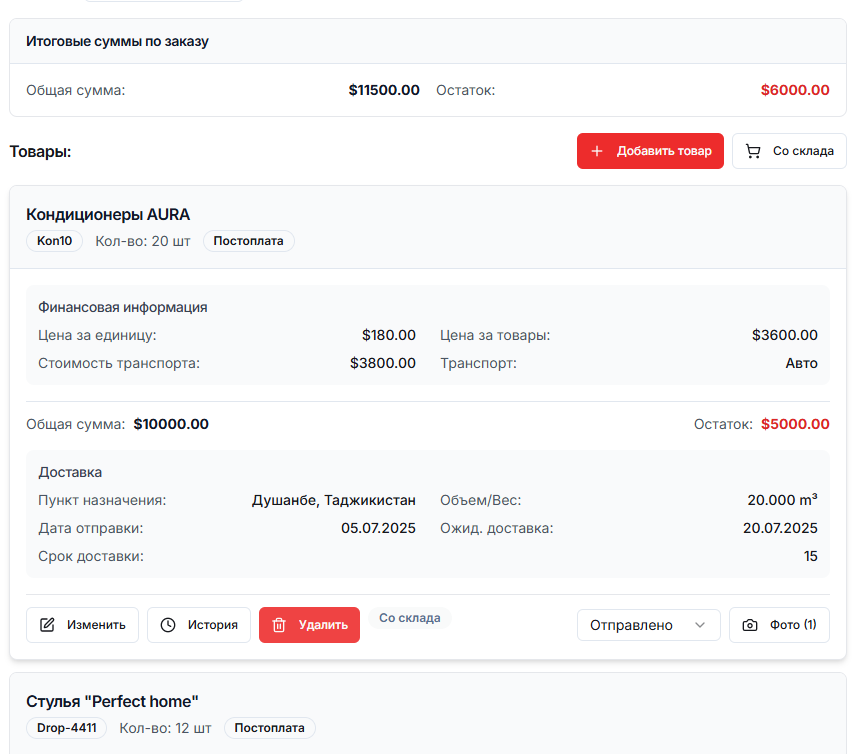 Итоговые суммы по заказу
Общая сумма: $11500.00 Остаток: $6000.00
Товары: Добавить товар Со склада
Кондиционеры AURA
Kon10 Кол-во: 20 шт Постоплата
Финансовая информация
Цена за единицу: $180.00 Цена за товары: $3600.00
Стоимость транспорта: $3800.00 Транспорт: Авто
Общая сумма: $10000.00 Остаток: $5000.00
Доставка
Пункт назначения: Душанбе, Таджикистан Объем/Вес: 20.000 m³
Дата отправки: 05.07.2025 Ожид. доставка: 20.07.2025
Срок доставки: 15
Изменить История Удалить Со склада Отправлено Фото (1)
Стулья "Perfect home"
Drop-4411 Кол-во: 12 шт Постоплата